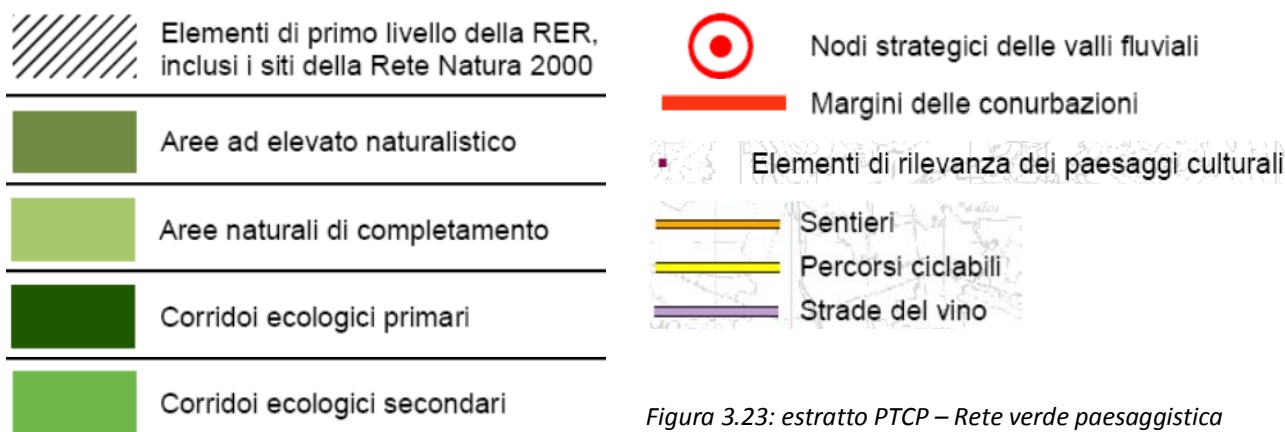 Elementi di primo livello della RER,
inclusi i siti della Rete Natura 2000
Aree ad elevato naturalistico
Aree naturali di completamento
Corridoi ecologici primari
Corridoi ecologici secondari
Nodi strategici delle valli fluviali
Margini delle conurbazioni
Elementi di rilevanza dei paesaggi culturali
Sentieri
Percorsi ciclabili
Strade del vino
Figura 3.23: estratto PTCP – Rete verde paesaggistica